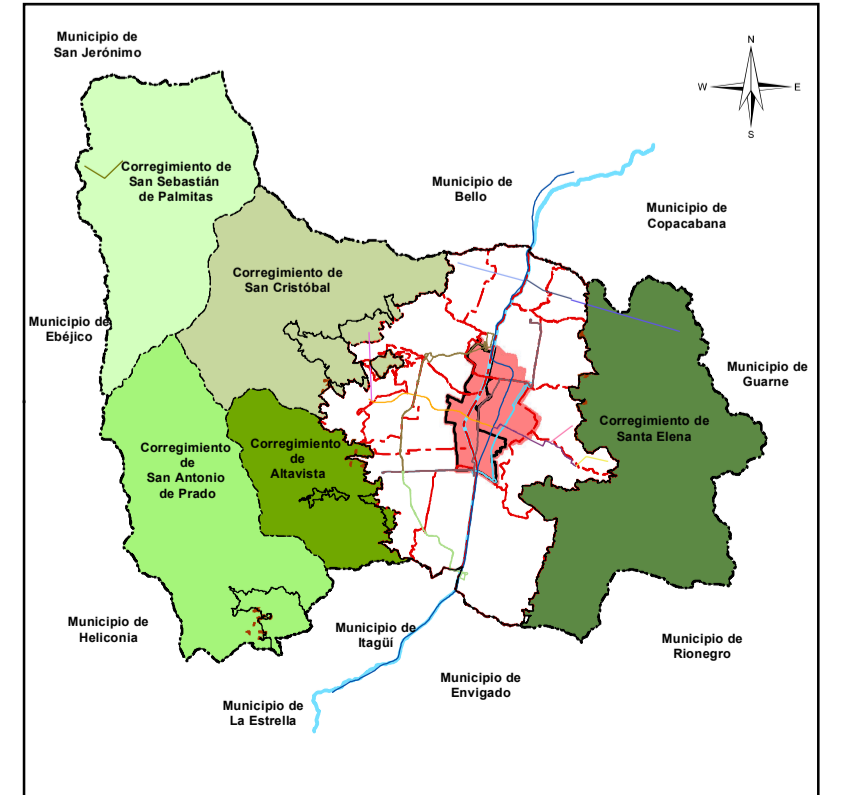 Municipio de
San Jerónimo
N
W
E
S
Corregimiento de
San Sebastián
de Palmitas
Municipio de
Bello
Municipio de
Copacabana
Corregimiento de
San Cristóbal
Municipio de
Ebéjico
Municipio de
Guarne
Corregimiento de
Santa Elena
Corregimiento
de
San Antonio
de Prado
Corregimiento
de
Altavista
Municipio de
Heliconia
Municipio de
Itagüí
Municipio de
Rionegro
Municipio de
Envigado
Municipio de
La Estrella